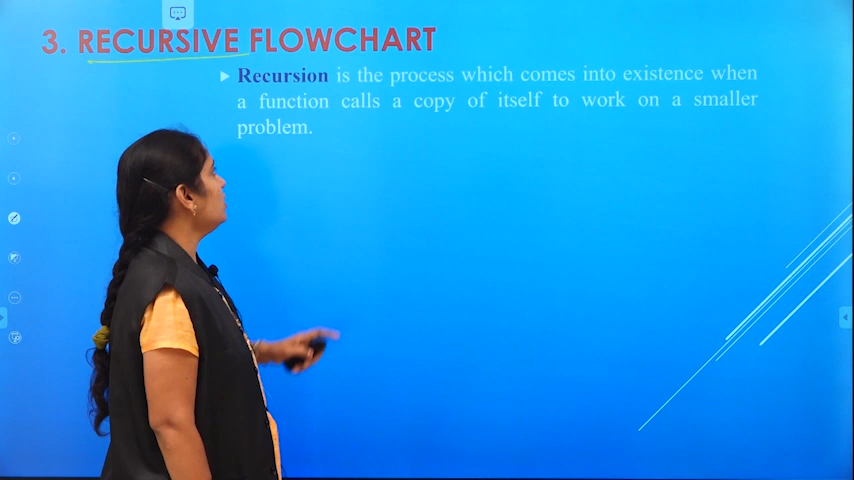 3. RECURSIVE FLOWCHART
Recursion is the process which comes into existence when
a function calls a copy of itself to work on a smaller
problem.